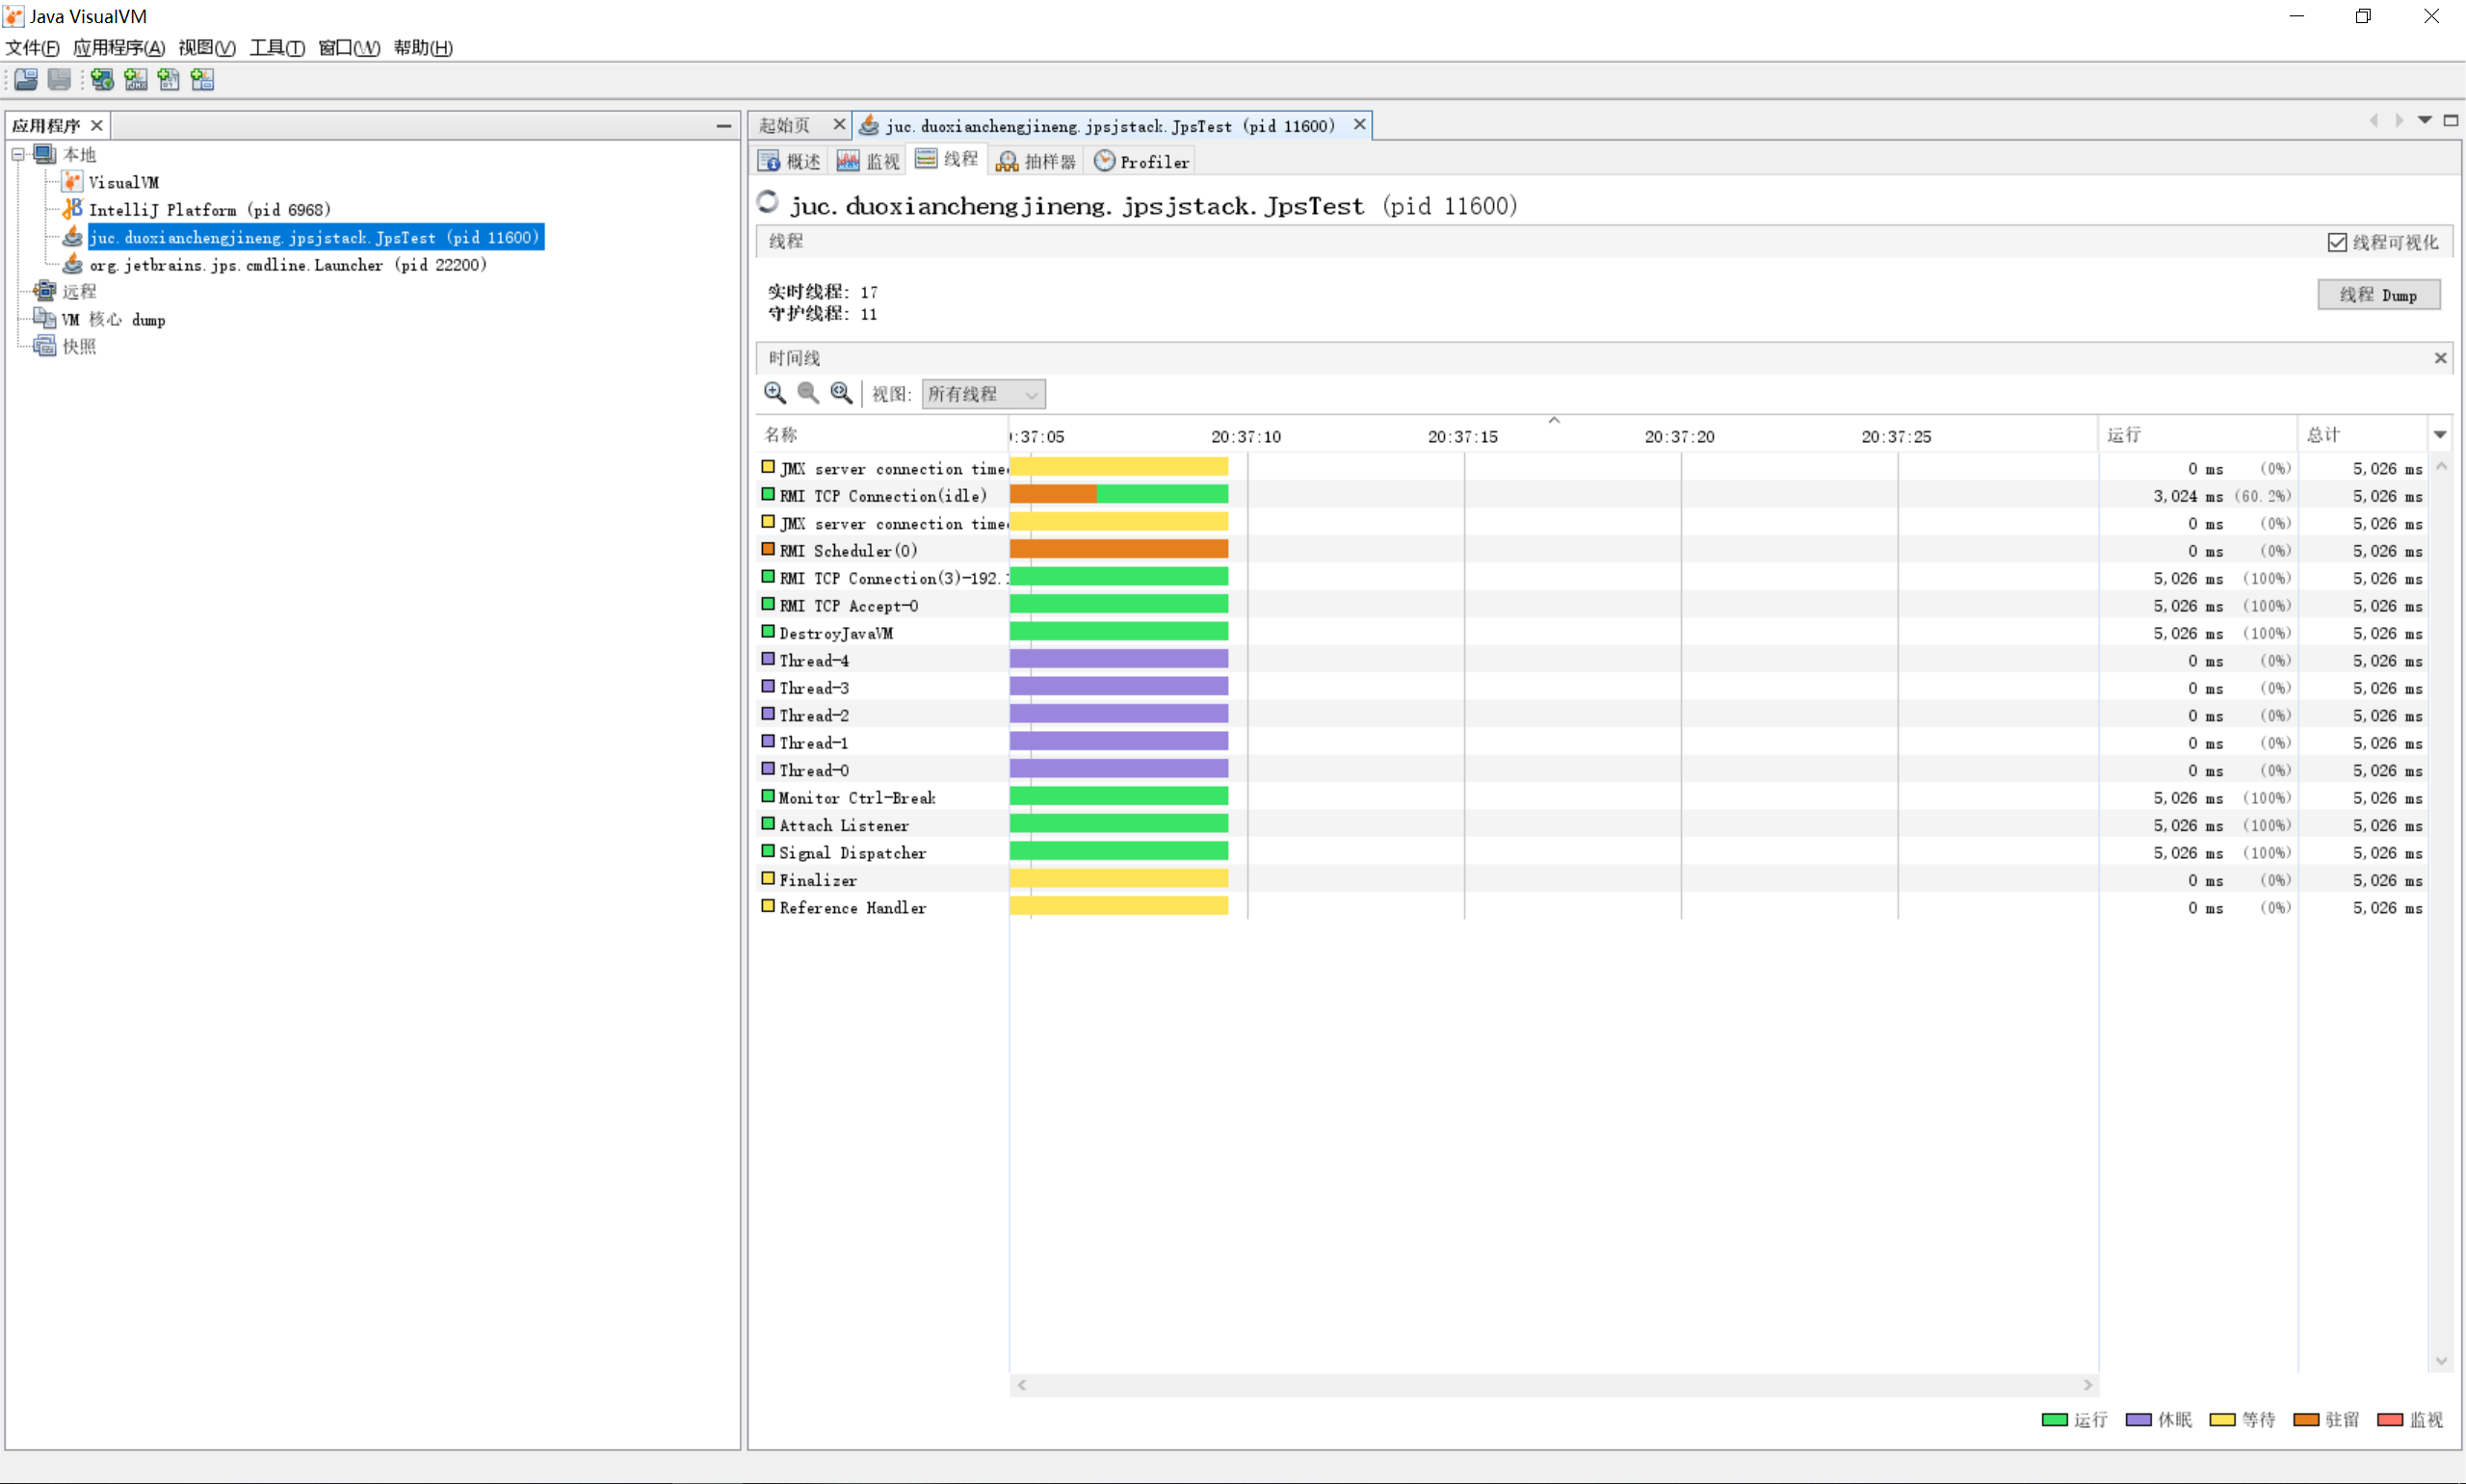 Java VisualVM
文件(F) 应用程序(A) 视图(V) 工具(T) 窗口(W) 帮助(H)
应用程序
本地
VisualVM
IntelliJ Platform (pid 6968)
juc.duoxianchengjineng.jpsjstack.JpsTest (pid 11600)
org.jetbrains.jps.cmdline.Launcher (pid 22200)
远程
VM 核心 dump
快照
起始页 juc.duoxianchengjineng.jpsjstack.JpsTest (pid 11600)
概述 监视 线程 抽样器 Profiler
juc.duoxianchengjineng.jpsjstack.JpsTest (pid 11600)
线程 线程可视化
实时线程: 17
守护线程: 11
线程 Dump
时间线
视图: 所有线程
名称 :37:05 20:37:10 20:37:15 20:37:20 20:37:25 运行 总计
JMX server connection time 0 ms (0%) 5,026 ms
RMI TCP Connection(idle) 3,024 ms (60.2%) 5,026 ms
JMX server connection time 0 ms (0%) 5,026 ms
RMI Scheduler(0) 0 ms (0%) 5,026 ms
RMI TCP Connection(3)-192. 5,026 ms (100%) 5,026 ms
RMI TCP Accept-0 5,026 ms (100%) 5,026 ms
DestroyJavaVM 5,026 ms (100%) 5,026 ms
Thread-4 0 ms (0%) 5,026 ms
Thread-3 0 ms (0%) 5,026 ms
Thread-2 0 ms (0%) 5,026 ms
Thread-1 0 ms (0%) 5,026 ms
Thread-0 0 ms (0%) 5,026 ms
Monitor Ctrl-Break 5,026 ms (100%) 5,026 ms
Attach Listener 5,026 ms (100%) 5,026 ms
Signal Dispatcher 5,026 ms (100%) 5,026 ms
Finalizer 0 ms (0%) 5,026 ms
Reference Handler 0 ms (0%) 5,026 ms
运行 休眠 等待 驻留 监视